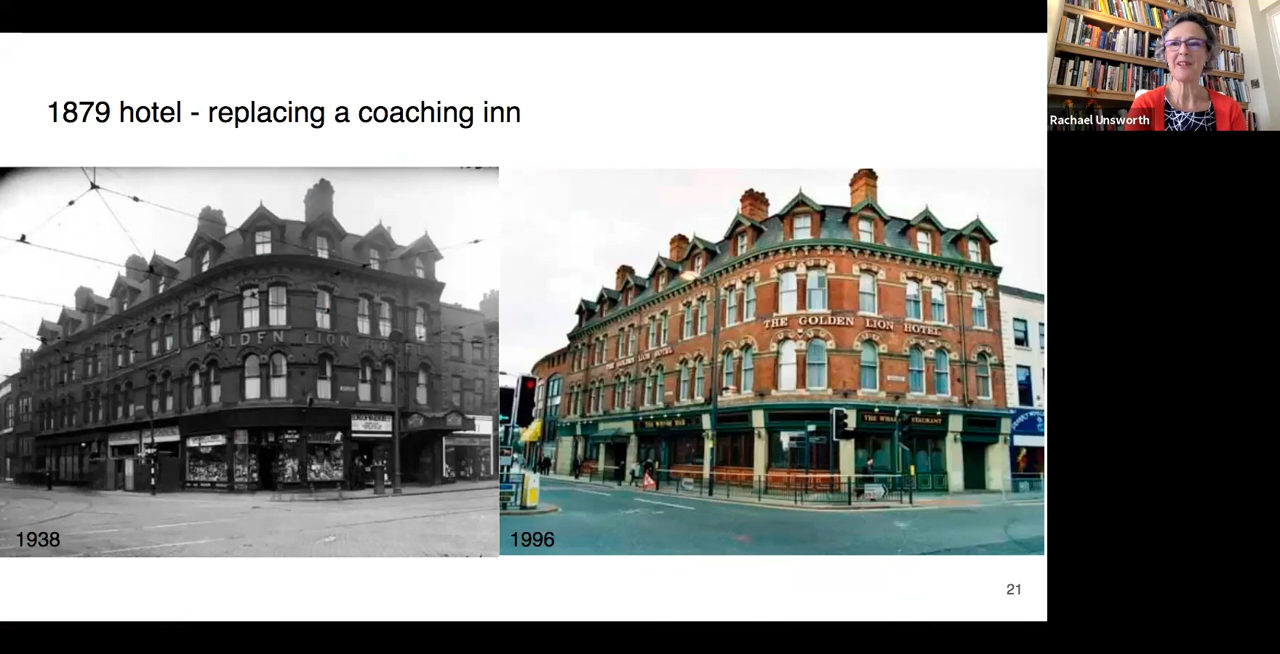 1879 hotel - replacing a coaching inn
Rachael Unsworth
GOLDEN LION HOTEL
THE GOLDEN LION HOTEL
THE GOLDEN LION HOTEL
1938
1996
21